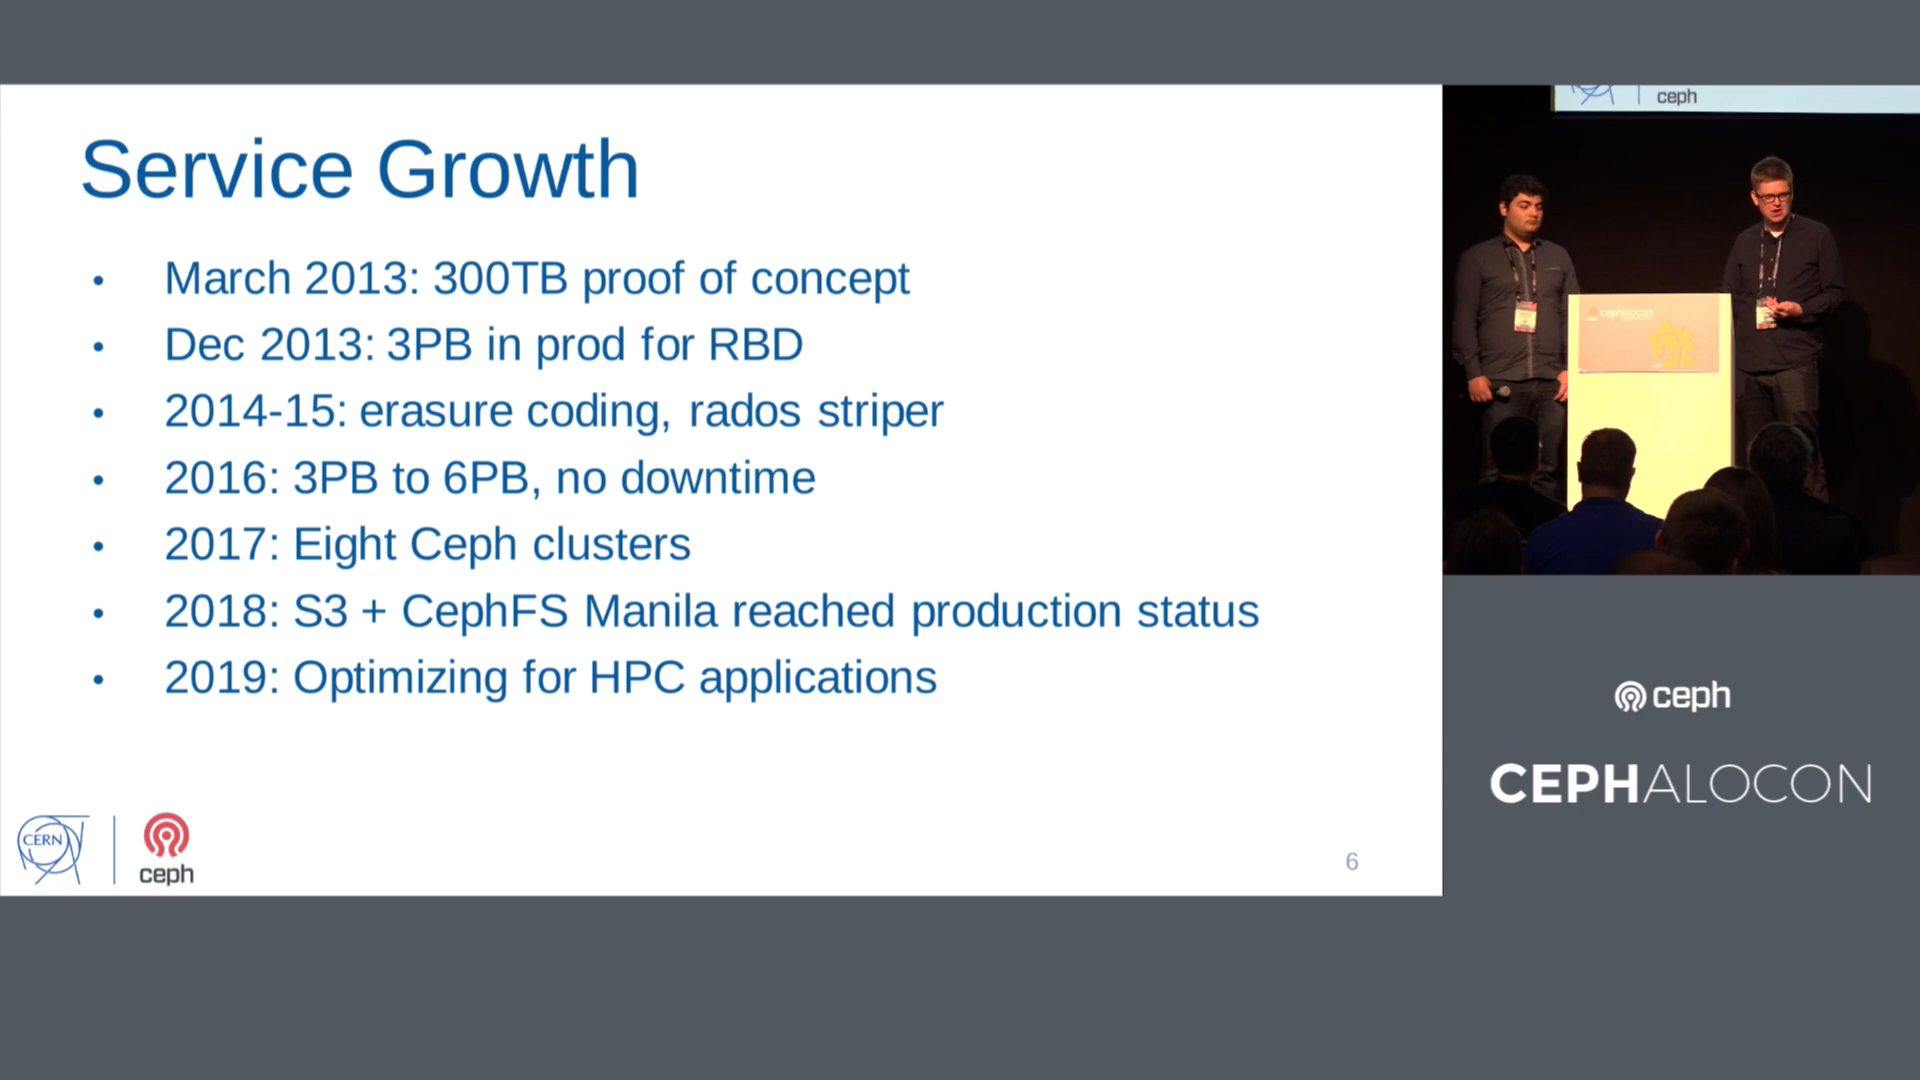 Service Growth
• March 2013: 300TB proof of concept
• Dec 2013: 3PB in prod for RBD
• 2014-15: erasure coding, rados striper
• 2016: 3PB to 6PB, no downtime
• 2017: Eight Ceph clusters
• 2018: S3 + CephFS Manila reached production status
• 2019: Optimizing for HPC applications
CERN
ceph
6
ceph
cephalocon
ceph
CEPHALOCON